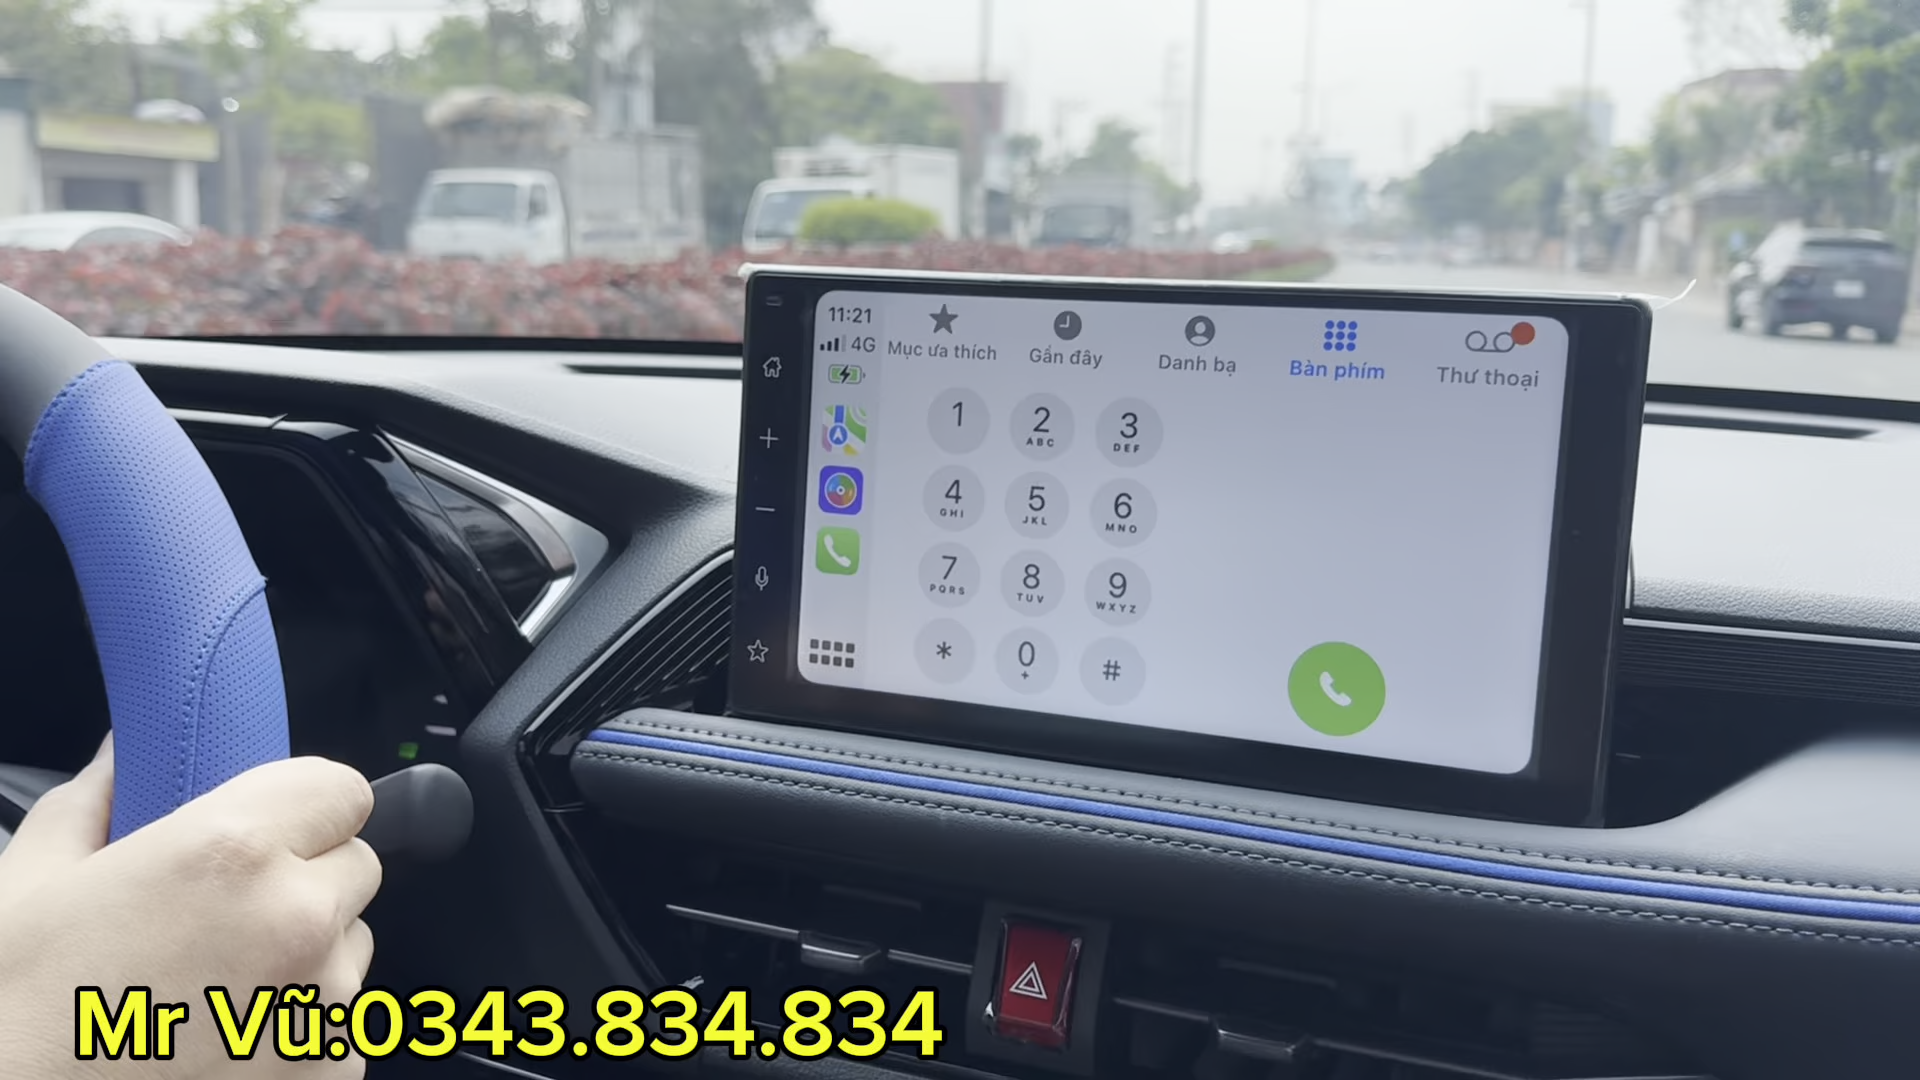 11:21
4G
Mục ưa thích
Gần đây
Danh bạ
Bàn phím
Thư thoại
1
2
ABC
3
DEF
4
GHI
5
JKL
6
MNO
7
PQRS
8
TUV
9
WXYZ
*
0
+
#
Mr Vũ:0343.834.834